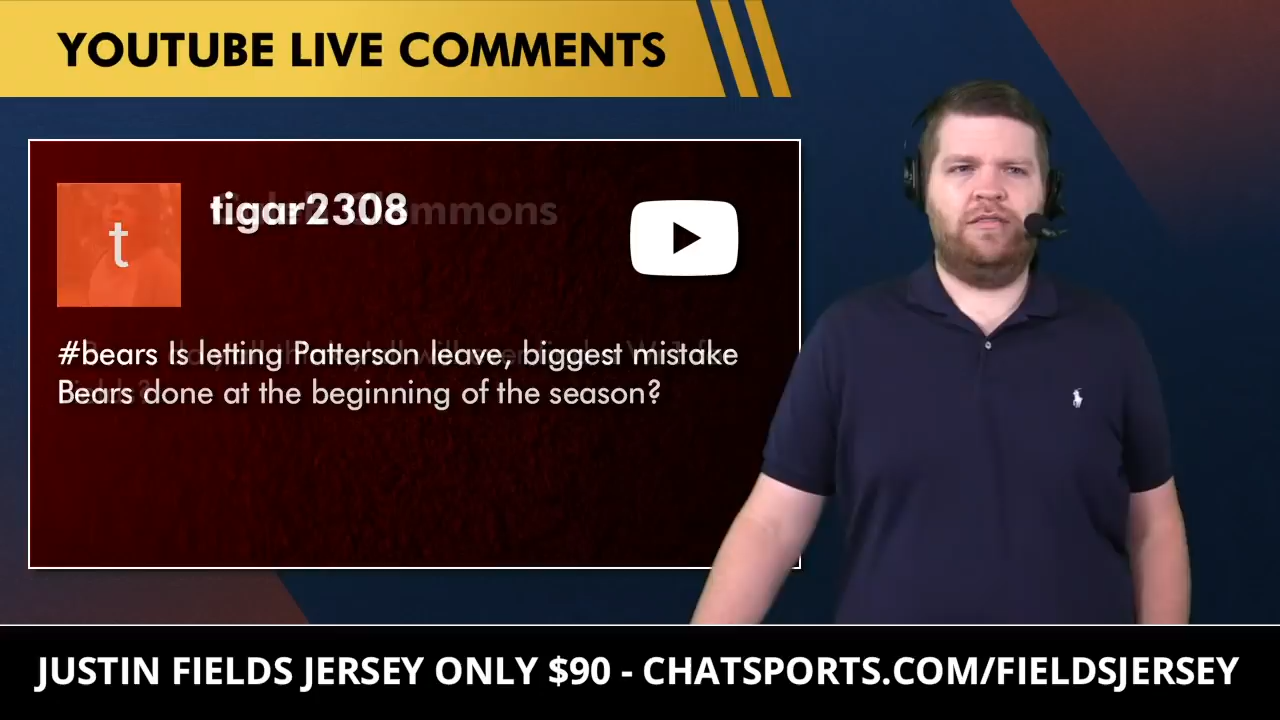 YOUTUBE LIVE COMMENTS
t
tigar2308
mmons
#bears Is letting Patterson leave, biggest mistake
Bears done at the beginning of the season?
JUSTIN FIELDS JERSEY ONLY $90 - CHATSPORTS.COM/FIELDSJERSEY